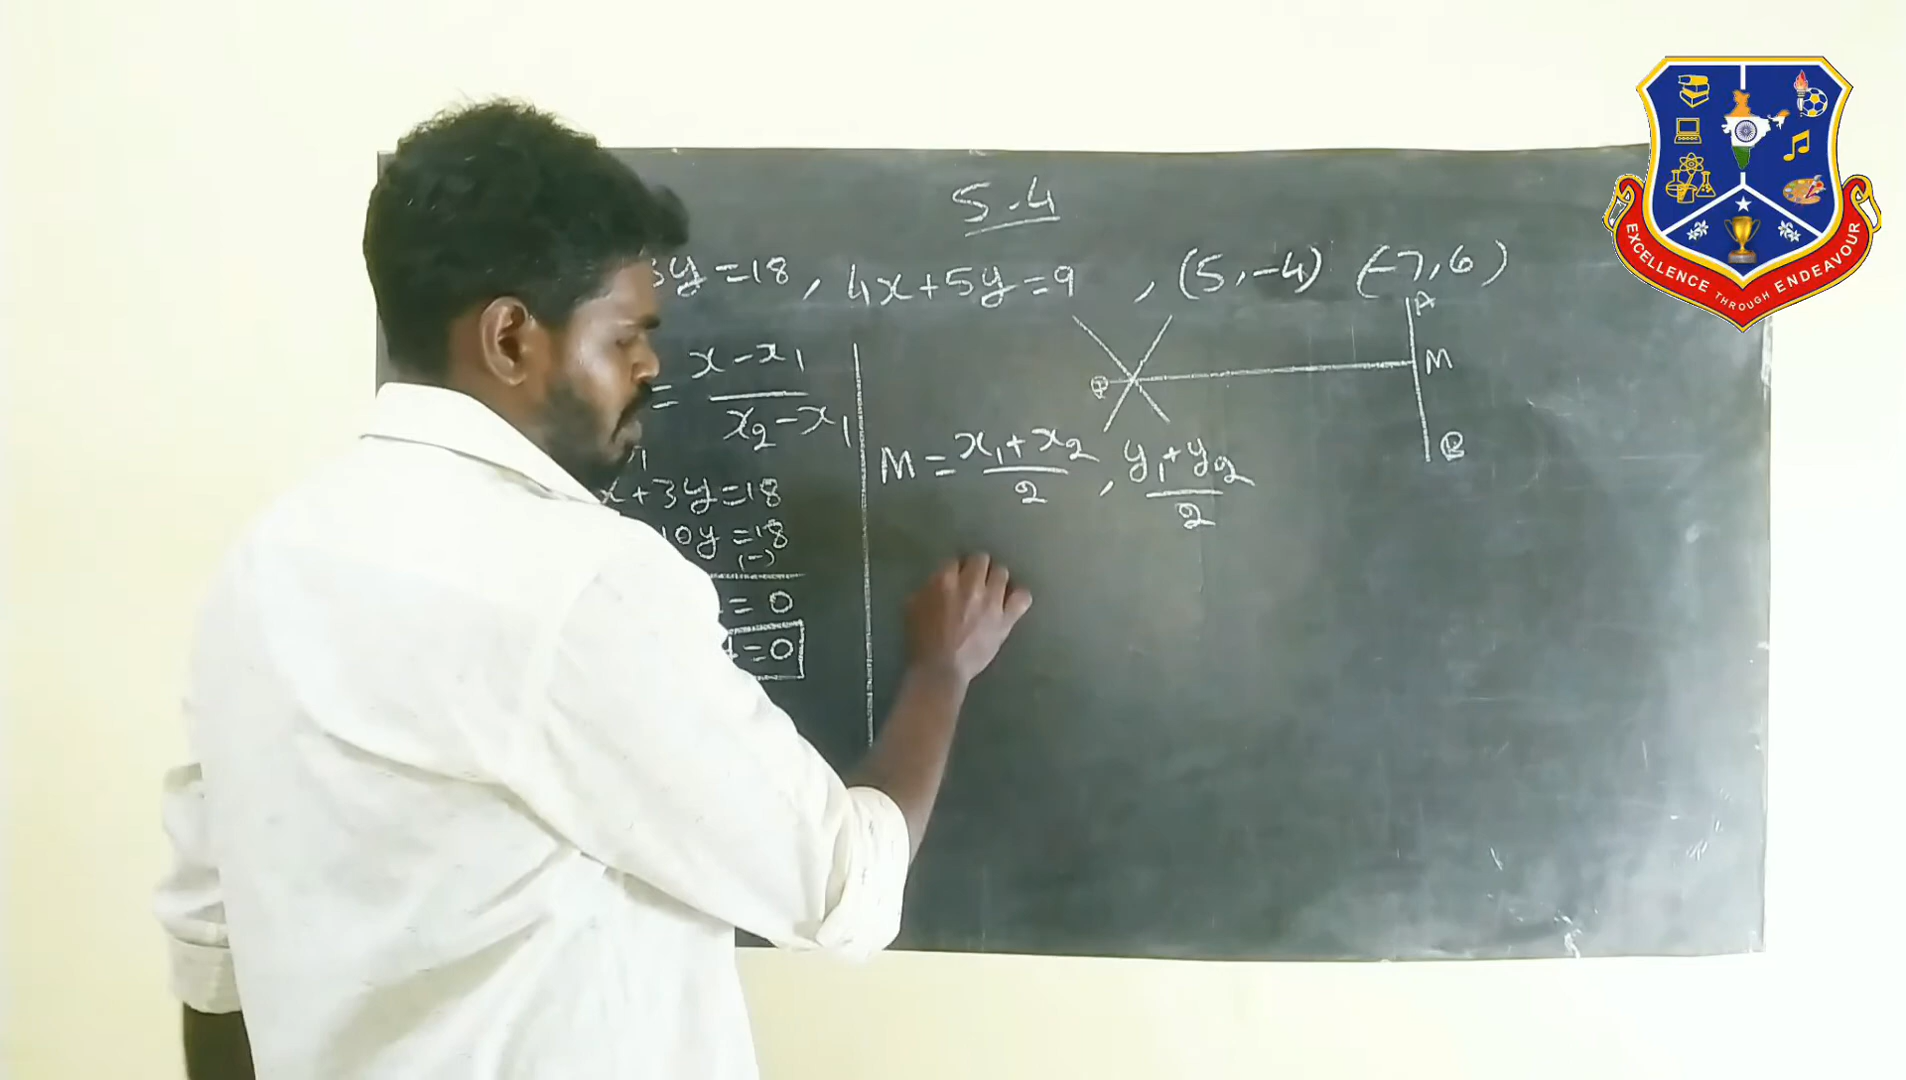 5.4
3y=18, 4x+5y=9, (5,-4) (-7,6)
= x-x1 / x2-x1
x+3y=18
10y=18
(-)
=0
=0
A
P
M
B
M = x1+x2 / 2, y1+y2 / 2
EXCELLENCE THROUGH ENDEAVOUR